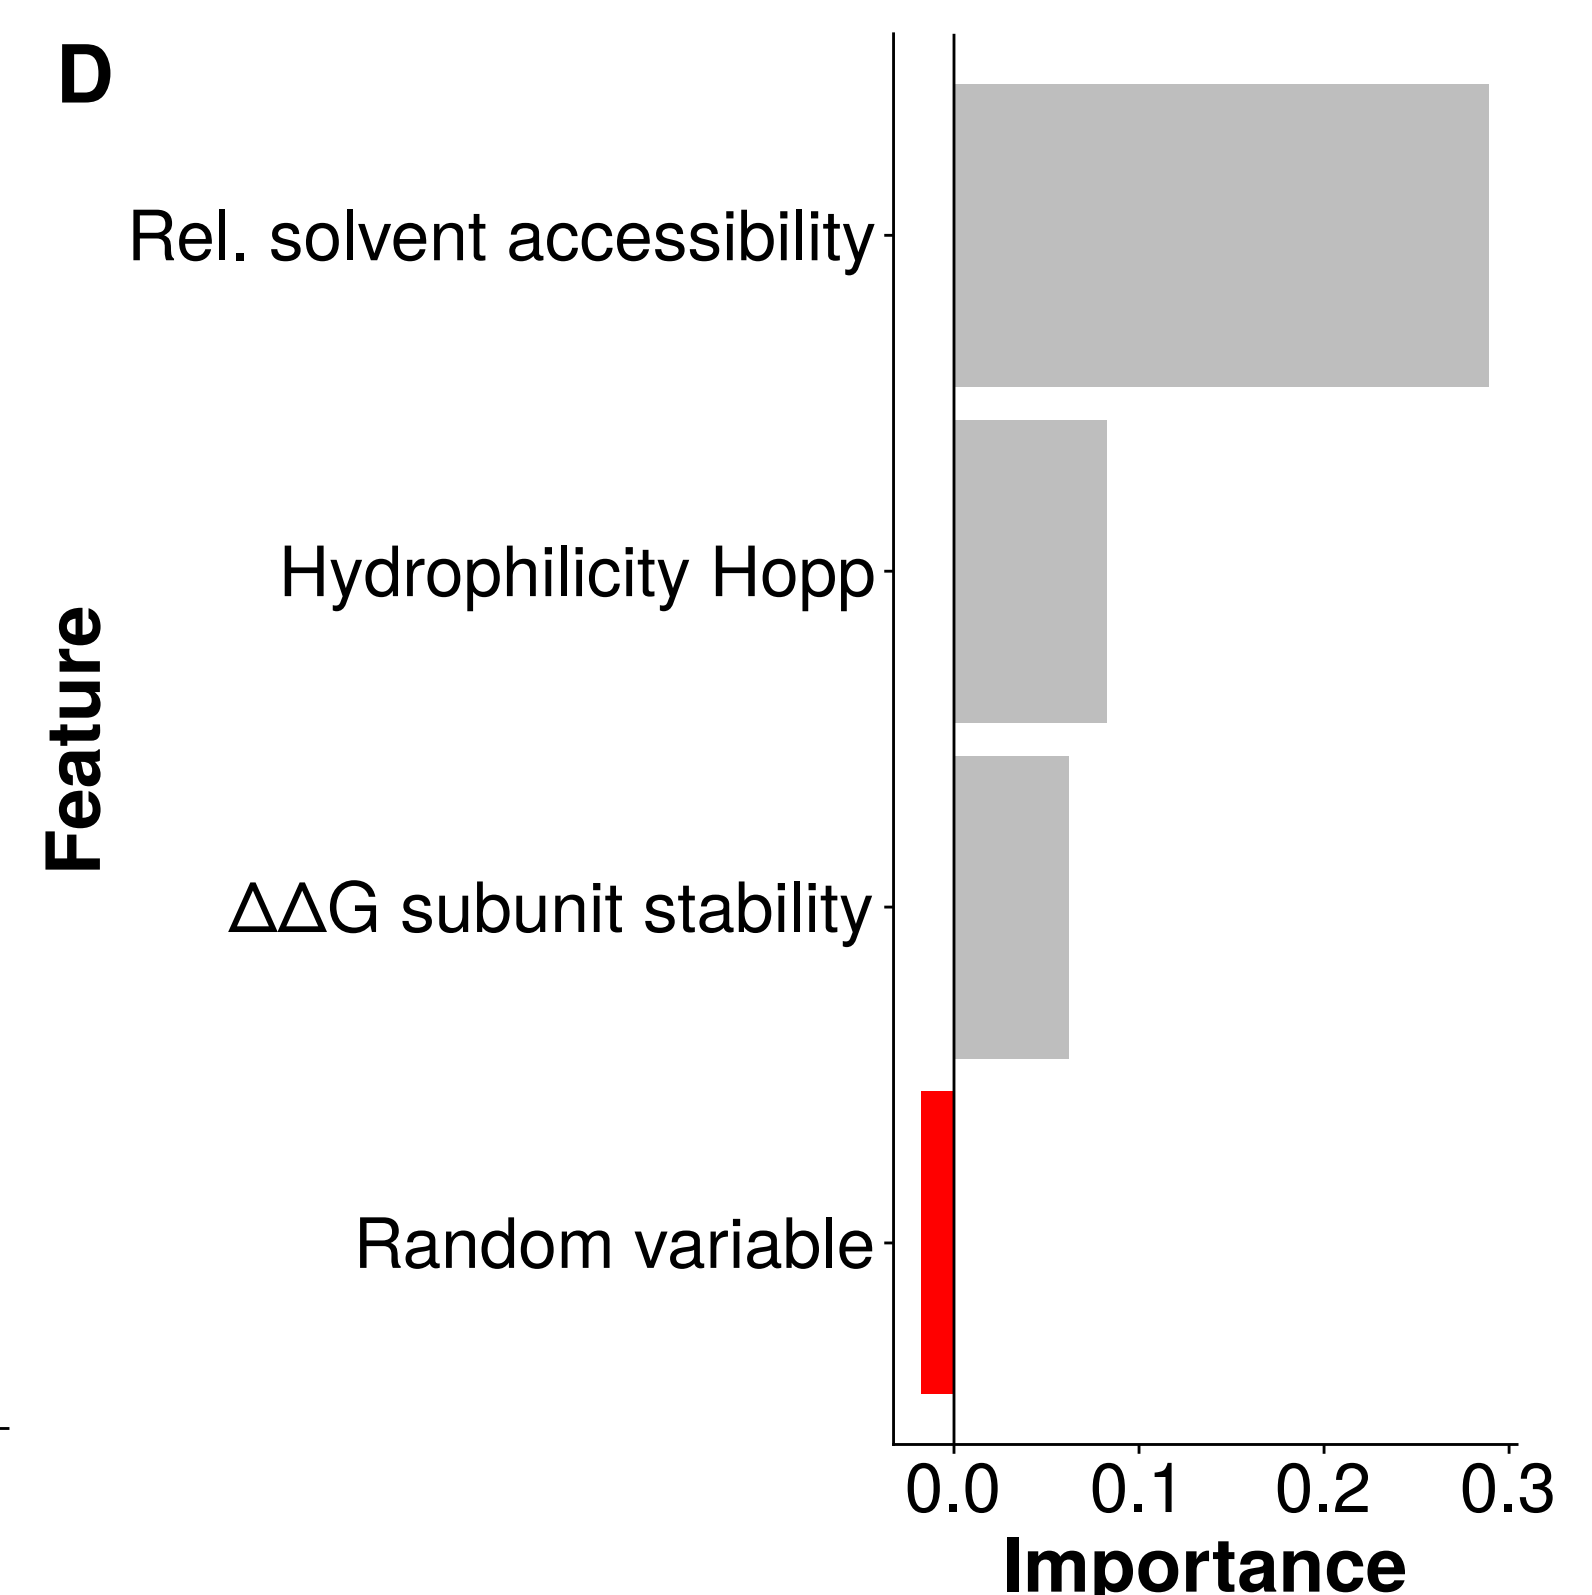 D
Feature
Rel. solvent accessibility
Hydrophilicity Hopp
ΔΔG subunit stability
Random variable
0.0 0.1 0.2 0.3
Importance